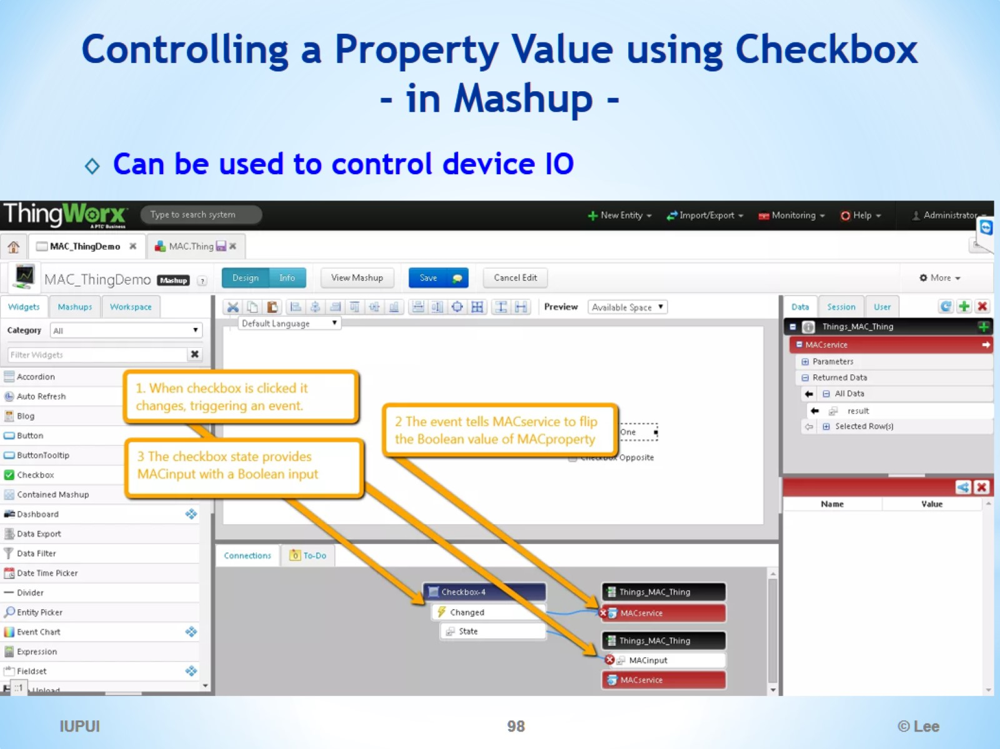 Controlling a Property Value using Checkbox
- in Mashup -
Can be used to control device IO
ThingWorx
A PTC Business
Type to search system
New Entity
Import/Export
Monitoring
Help
Administrator
MAC_ThingDemo
MAC.Thing
MAC_ThingDemo
Mashup
?
Design
Info
View Mashup
Save
Cancel Edit
More
Widgets
Mashups
Workspace
Preview
Available Space
Data
Session
User
Category
All
Default Language
Things_MAC_Thing
Filter Widgets
MACservice
Parameters
Returned Data
All Data
result
Selected Row(s)
Accordion
Auto Refresh
Blog
Button
ButtonTooltip
Checkbox
Contained Mashup
Dashboard
Data Export
Data Filter
Date Time Picker
Divider
Entity Picker
Event Chart
Expression
Fieldset
::1
1. When checkbox is clicked it
changes, triggering an event.
2 The event tells MACservice to flip
the Boolean value of MACproperty
3 The checkbox state provides
MACinput with a Boolean input
One
Checkbox Opposite
Name
Value
Connections
0
To-Do
Checkbox-4
Changed
State
Things_MAC_Thing
MACservice
Things_MAC_Thing
MACinput
MACservice
IUPUI
98
© Lee